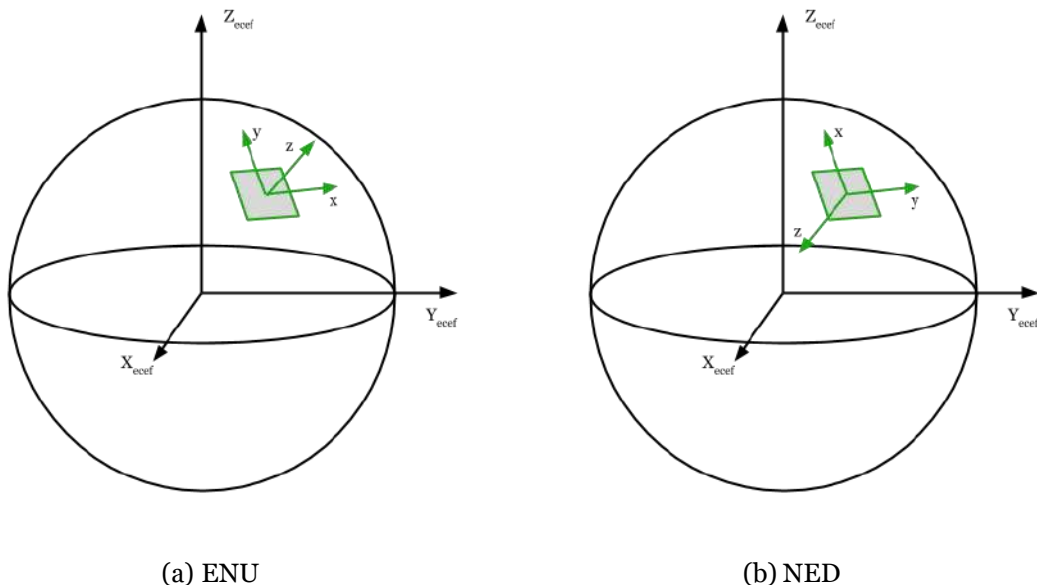 Z_ecef
y
z
x
Y_ecef
X_ecef
(a) ENU
Z_ecef
x
y
z
Y_ecef
X_ecef
(b) NED